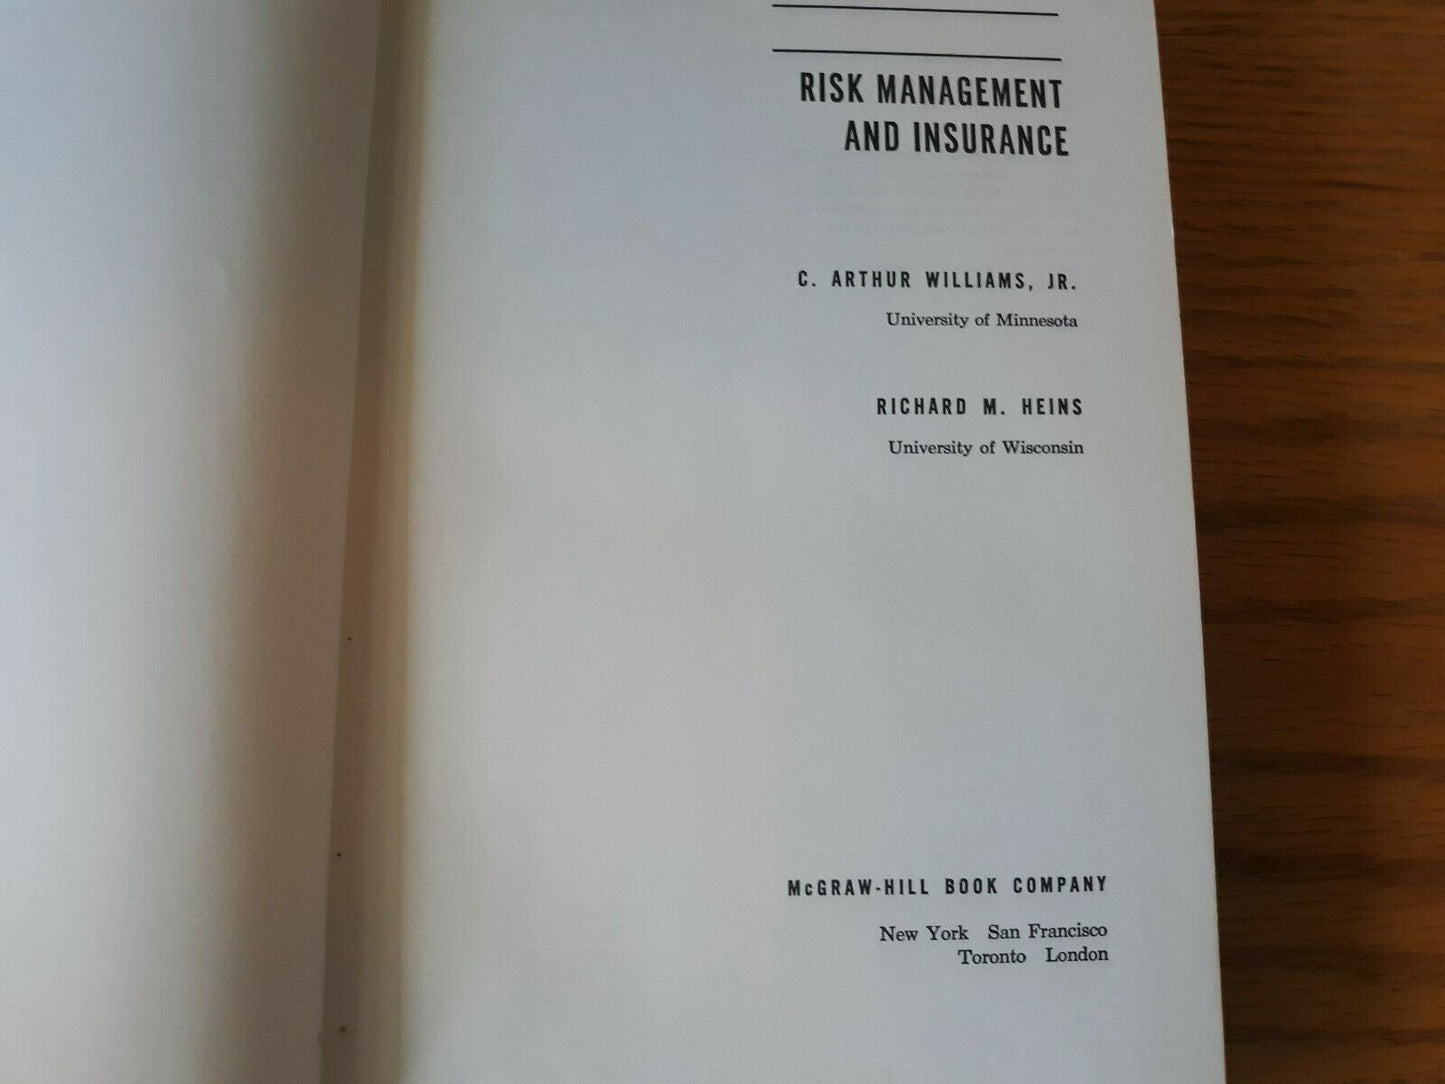 RISK MANAGEMENT
AND INSURANCE
C. ARTHUR WILLIAMS, JR.
University of Minnesota
RICHARD M. HEINS
University of Wisconsin
McGRAW-HILL BOOK COMPANY
New York San Francisco
Toronto London